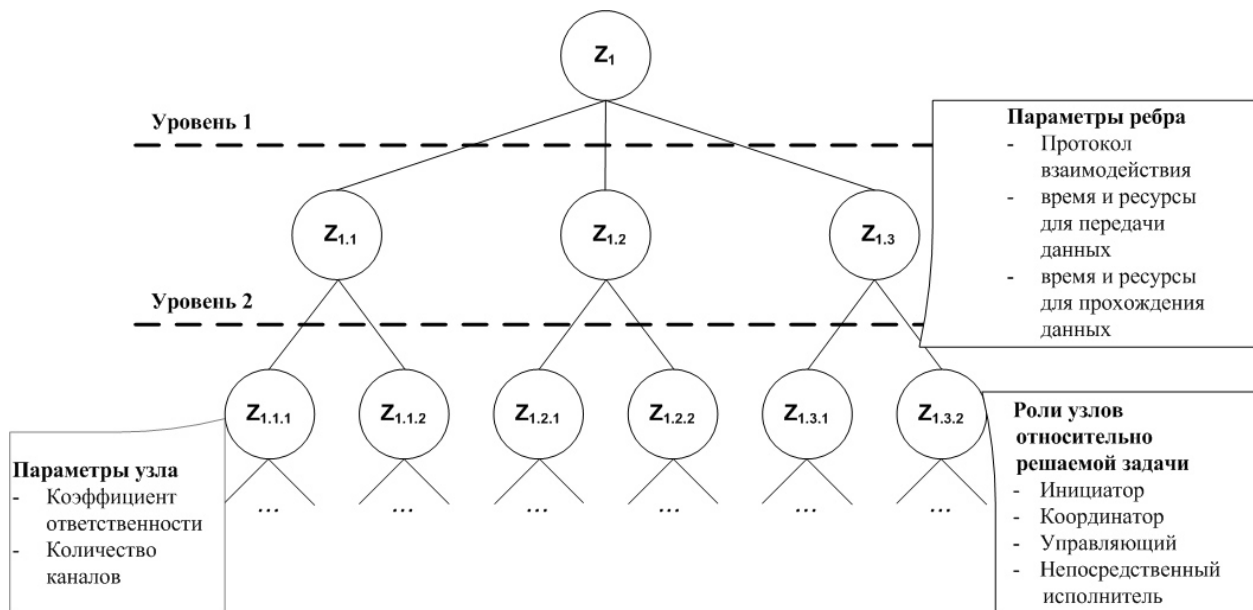 Z1
Уровень 1
Параметры ребра
- Протокол
взаимодействия
- время и ресурсы
для передачи
данных
- время и ресурсы
для прохождения
данных
Z1.1
Z1.2
Z1.3
Уровень 2
Z1.1.1
Z1.1.2
Z1.2.1
Z1.2.2
Z1.3.1
Z1.3.2
Параметры узла
- Коэффициент
ответственности
- Количество
каналов
... ... ... ... ... ...
Роли узлов
относительно
решаемой задачи
- Инициатор
- Координатор
- Управляющий
- Непосредственный
исполнитель